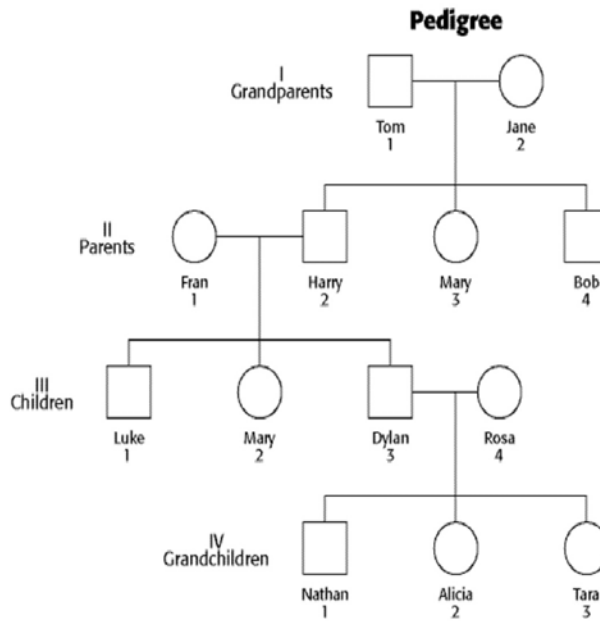 Pedigree
I
Grandparents
Tom
1
Jane
2
II
Parents
Fran
1
Harry
2
Mary
3
Bob
4
III
Children
Luke
1
Mary
2
Dylan
3
Rosa
4
IV
Grandchildren
Nathan
1
Alicia
2
Tara
3